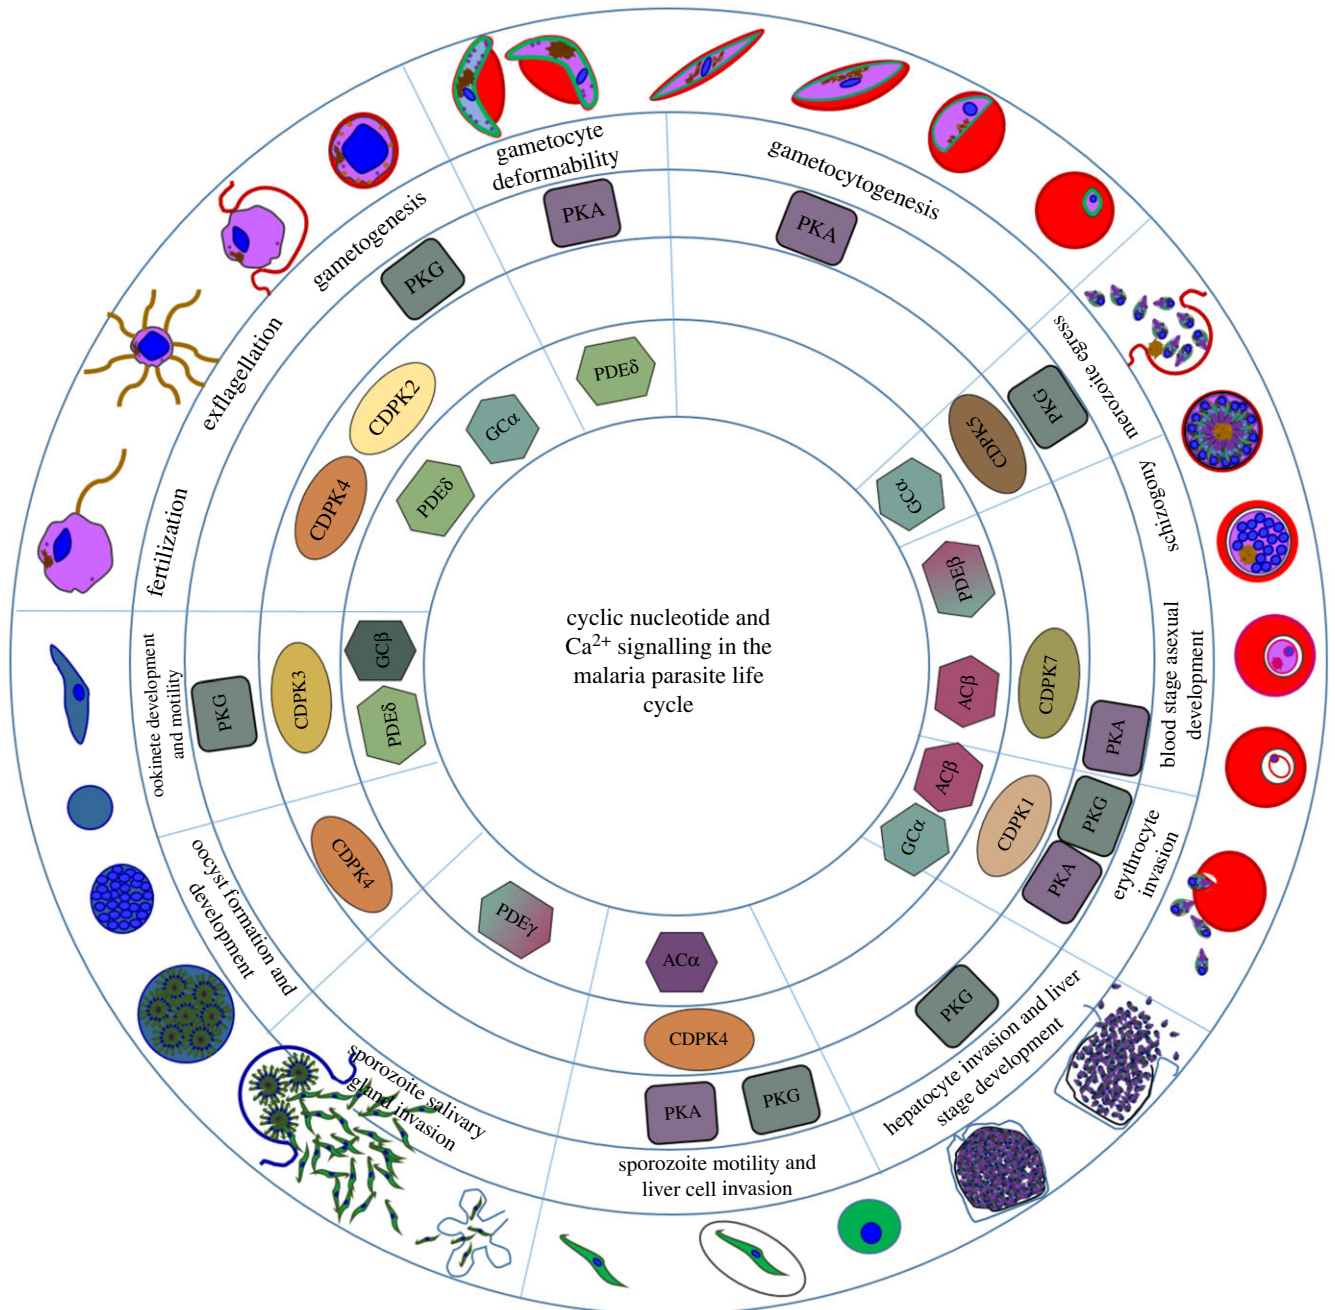 gametocyte
deformability
gametocytogenesis
merozoite egress
schizogony
blood stage asexual
development
erythrocyte
invasion
hepatocyte invasion and liver
stage development
sporozoite motility and
liver cell invasion
sporozoite salivary
gland invasion
oocyst formation and
development
ookinete development
and motility
fertilization
exflagellation
gametogenesis
PKA
PKA
PKG
PKA
PKG
PKA
PKG
PKG
PKA
PKG
PKG
CDPK5
CDPK7
CDPK1
CDPK4
CDPK4
CDPK3
CDPK4
CDPK2
PDEδ
GCα
PDEβ
ACβ
ACβ
GCα
ACα
PDEγ
PDEδ
GCβ
PDEδ
GCα
cyclic nucleotide and
Ca²⁺ signalling in the
malaria parasite life
cycle